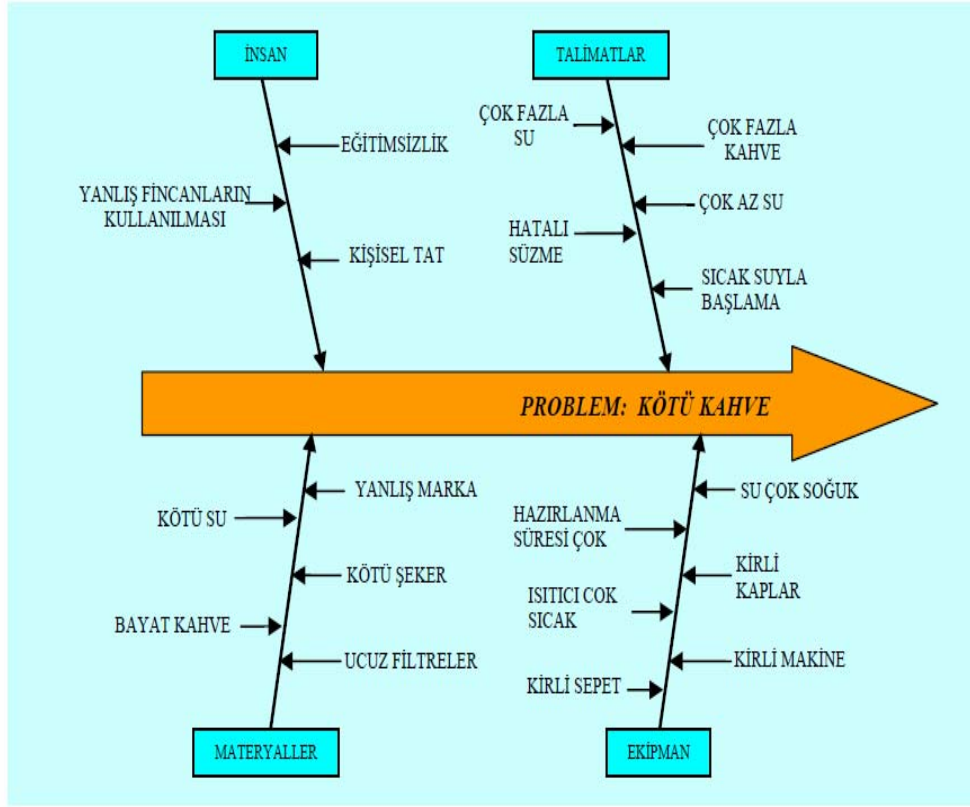 İNSAN
EĞİTİMSİZLİK
YANLIŞ FİNCANLARIN
KULLANILMASI
KİŞİSEL TAT
TALİMATLAR
ÇOK FAZLA
SU
ÇOK FAZLA
KAHVE
ÇOK AZ SU
HATALI
SÜZME
SICAK SUYLA
BAŞLAMA
PROBLEM: KÖTÜ KAHVE
YANLIŞ MARKA
KÖTÜ SU
KÖTÜ ŞEKER
BAYAT KAHVE
UCUZ FİLTRELER
MATERYALLER
SU ÇOK SOĞUK
HAZIRLANMA
SÜRESİ ÇOK
KİRLİ
KAPLAR
ISITICI COK
SICAK
KİRLİ MAKİNE
KİRLİ SEPET
EKİPMAN